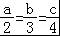 a/2 = b/3 = c/4